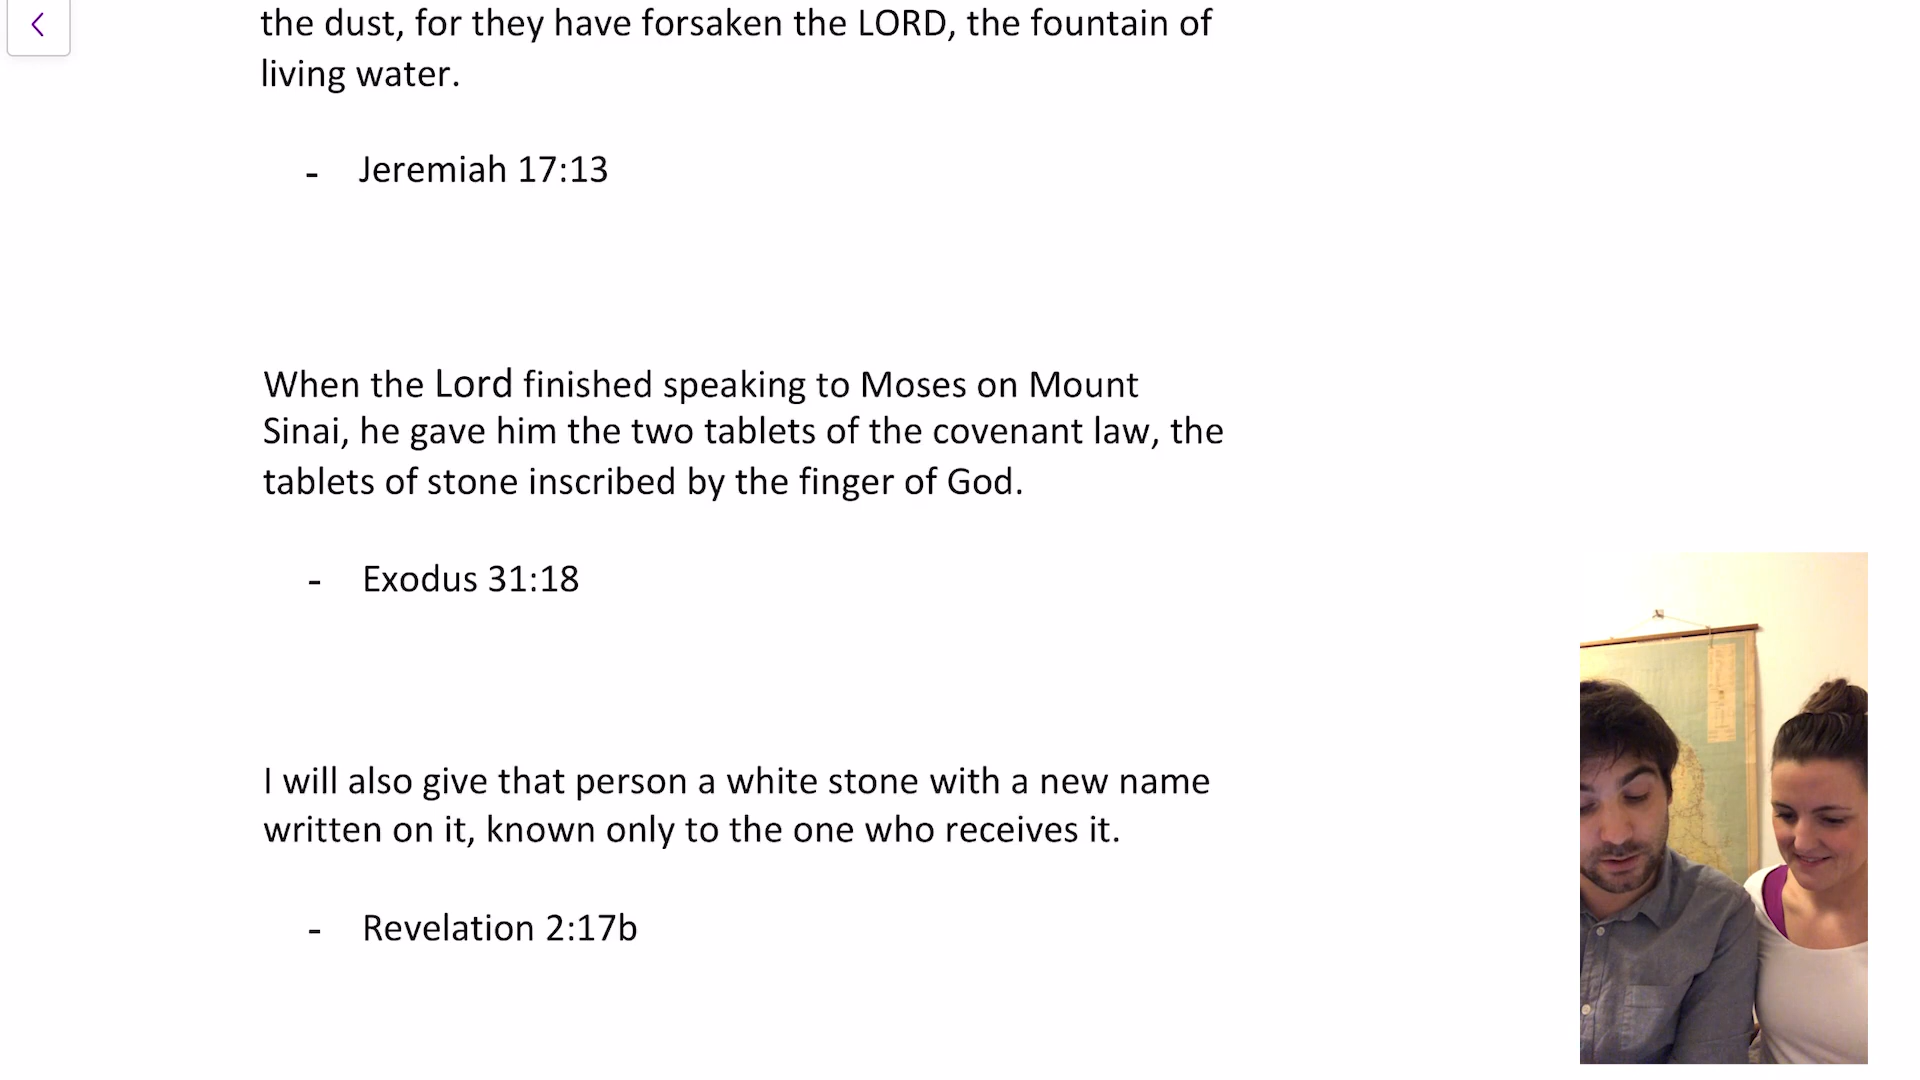 the dust, for they have forsaken the LORD, the fountain of
living water.
- Jeremiah 17:13
When the Lord finished speaking to Moses on Mount
Sinai, he gave him the two tablets of the covenant law, the
tablets of stone inscribed by the finger of God.
- Exodus 31:18
I will also give that person a white stone with a new name
written on it, known only to the one who receives it.
- Revelation 2:17b